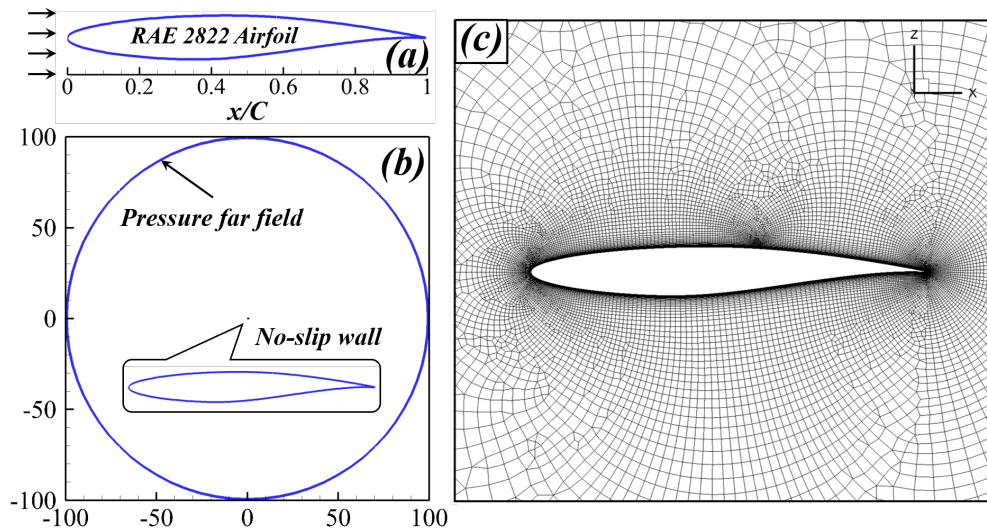 RAE 2822 Airfoil
(a)
0 0.2 0.4 0.6 0.8 1
x/C
100
50
0
-50
-100
-100 -50 0 50 100
(b)
Pressure far field
No-slip wall
(c)
z
x